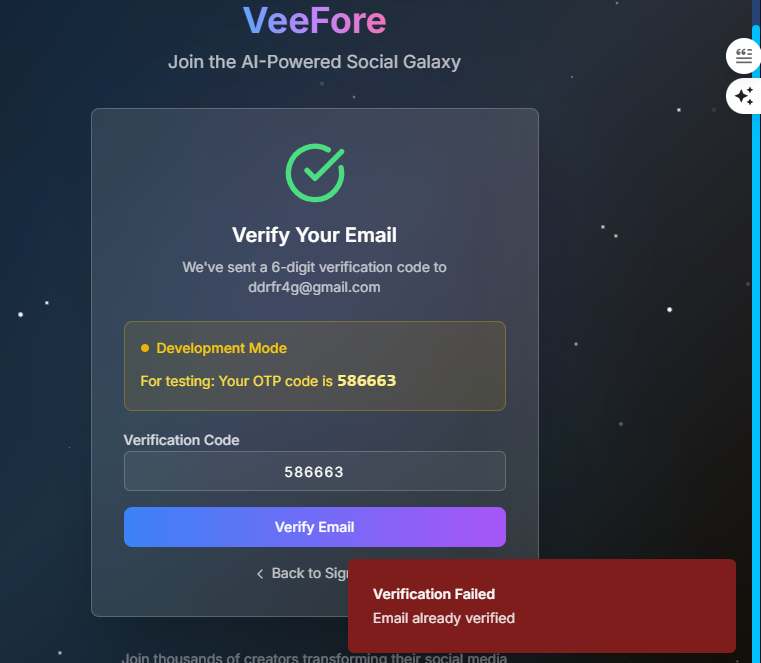 VeeFore
Join the AI-Powered Social Galaxy
Verify Your Email
We've sent a 6-digit verification code to
ddrfr4g@gmail.com
Development Mode
For testing: Your OTP code is 586663
Verification Code
586663
Verify Email
Back to Sig
Verification Failed
Email already verified
Join thousands of creators transforming their social media